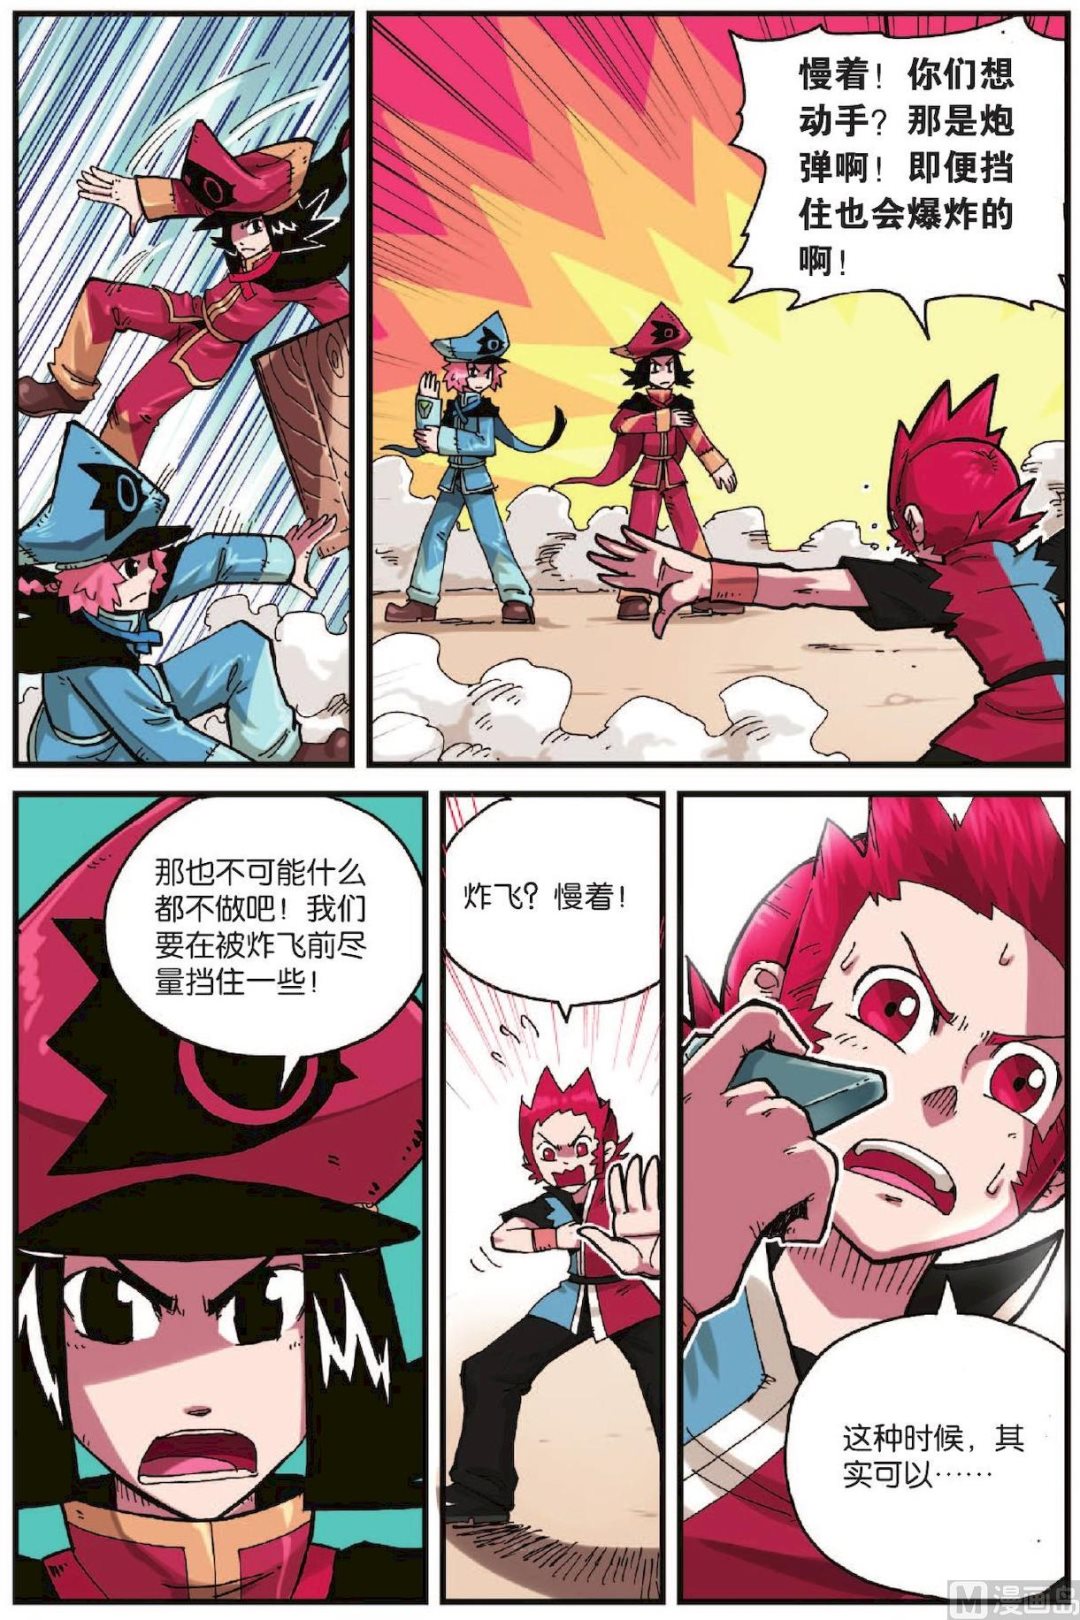 慢着！你们想
动手？那是炮
弹啊！即便挡
住也会爆炸的
啊！
那也不可能什么
都不做吧！我们
要在被炸飞前尽
量挡住一些！
炸飞？慢着！
这种时候，其
实可以……
M漫画岛